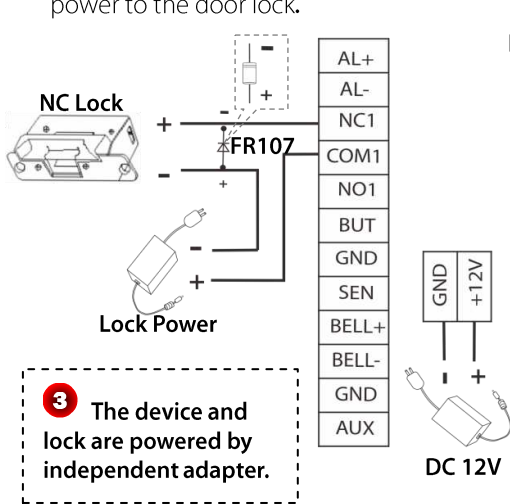 power to the door lock.
-
+
NC Lock
+
-
FR107
-
+
-
+
Lock Power
AL+
AL-
NC1
COM1
NO1
BUT
GND
SEN
BELL+
BELL-
GND
AUX
GND
+12V
-
+
DC 12V
3 The device and
lock are powered by
independent adapter.